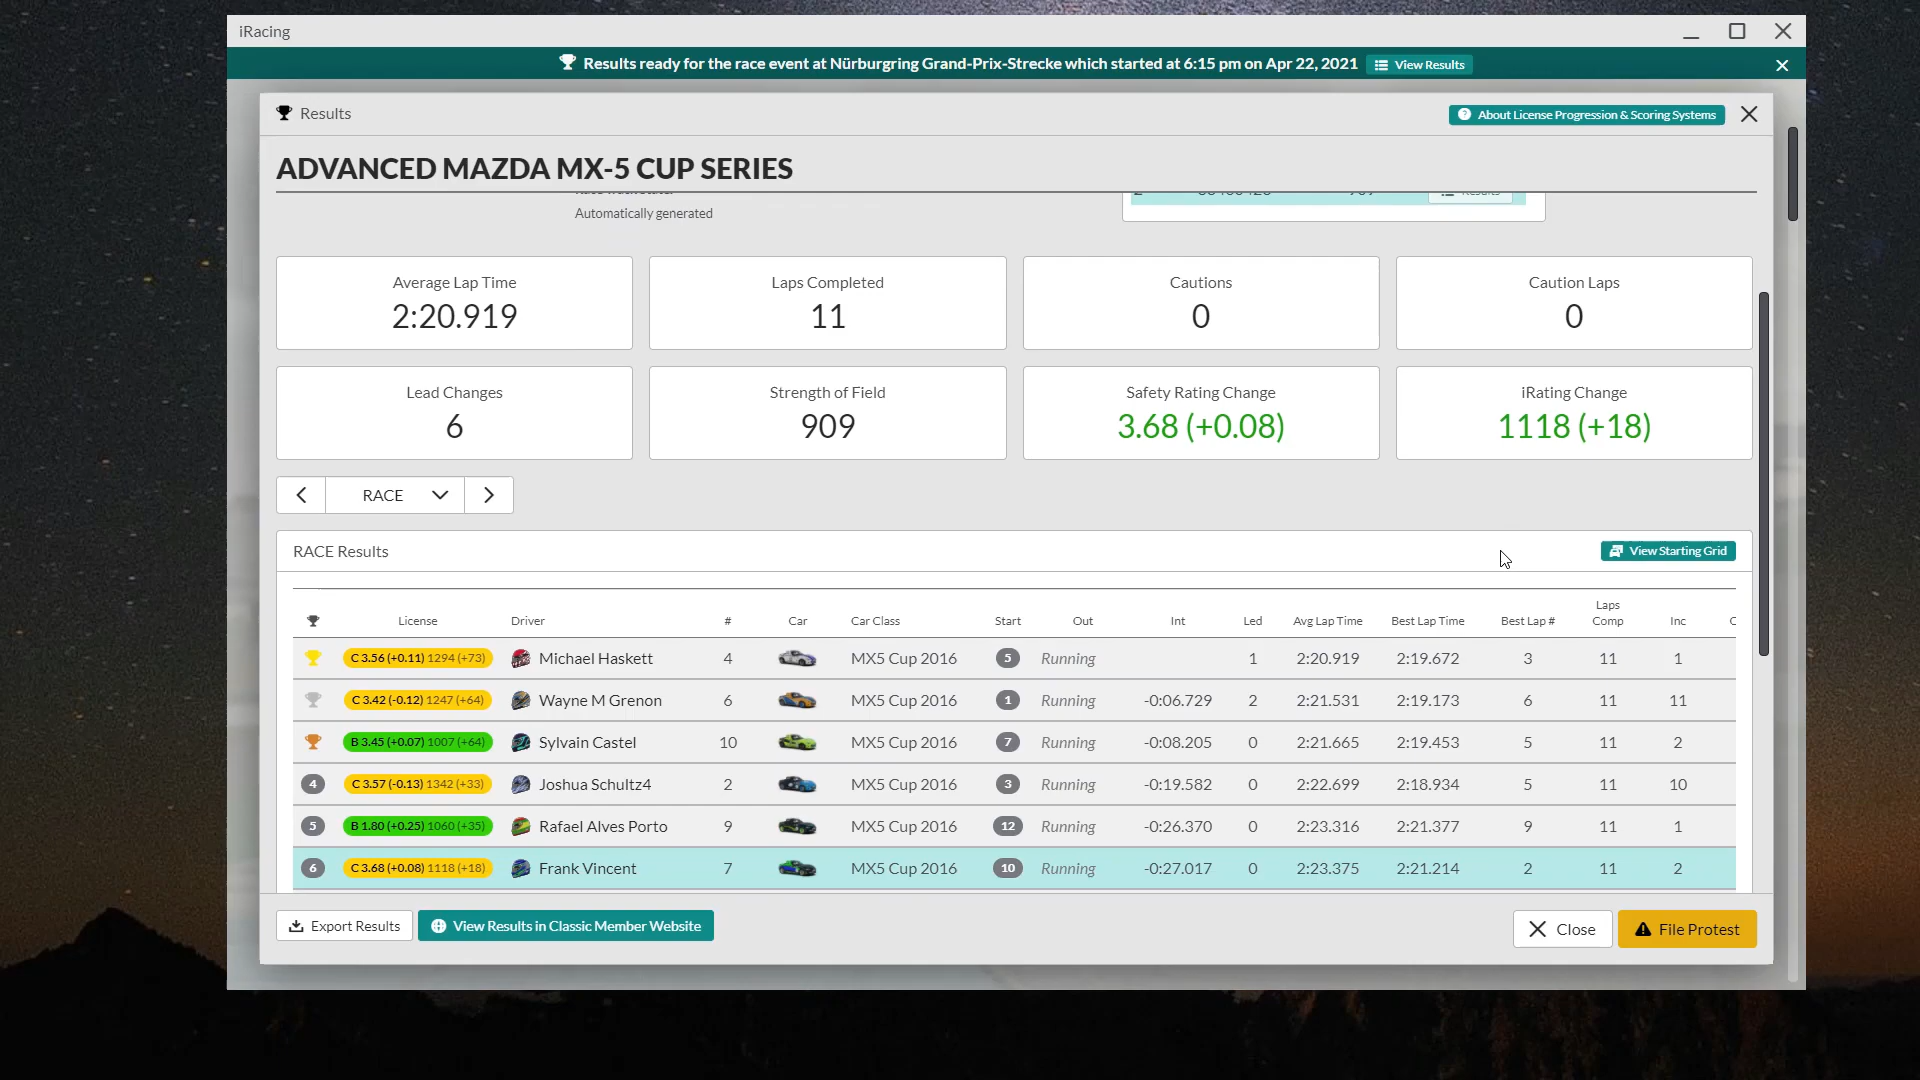 iRacing
Results ready for the race event at Nürburgring Grand-Prix-Strecke which started at 6:15 pm on Apr 22, 2021 View Results
Results About License Progression & Scoring Systems
ADVANCED MAZDA MX-5 CUP SERIES
Automatically generated
Average Lap Time Laps Completed Cautions Caution Laps
2:20.919 11 0 0
Lead Changes Strength of Field Safety Rating Change iRating Change
6 909 3.68 (+0.08) 1118 (+18)
RACE
RACE Results View Starting Grid
License Driver # Car Car Class Start Out Int Led Avg Lap Time Best Lap Time Best Lap # Laps Comp Inc
C 3.56 (+0.11) 1294 (+73) Michael Haskett 4 MX5 Cup 2016 5 Running 1 2:20.919 2:19.672 3 11 1
C 3.42 (-0.12) 1247 (+64) Wayne M Grenon 6 MX5 Cup 2016 1 Running -0:06.729 2 2:21.531 2:19.173 6 11 11
B 3.45 (+0.07) 1007 (+64) Sylvain Castel 10 MX5 Cup 2016 7 Running -0:08.205 0 2:21.665 2:19.453 5 11 2
4 C 3.57 (-0.13) 1342 (+33) Joshua Schultz4 2 MX5 Cup 2016 3 Running -0:19.582 0 2:22.699 2:18.934 5 11 10
5 B 1.80 (+0.25) 1060 (+35) Rafael Alves Porto 9 MX5 Cup 2016 12 Running -0:26.370 0 2:23.316 2:21.377 9 11 1
6 C 3.68 (+0.08) 1118 (+18) Frank Vincent 7 MX5 Cup 2016 10 Running -0:27.017 0 2:23.375 2:21.214 2 11 2
Export Results View Results in Classic Member Website Close File Protest